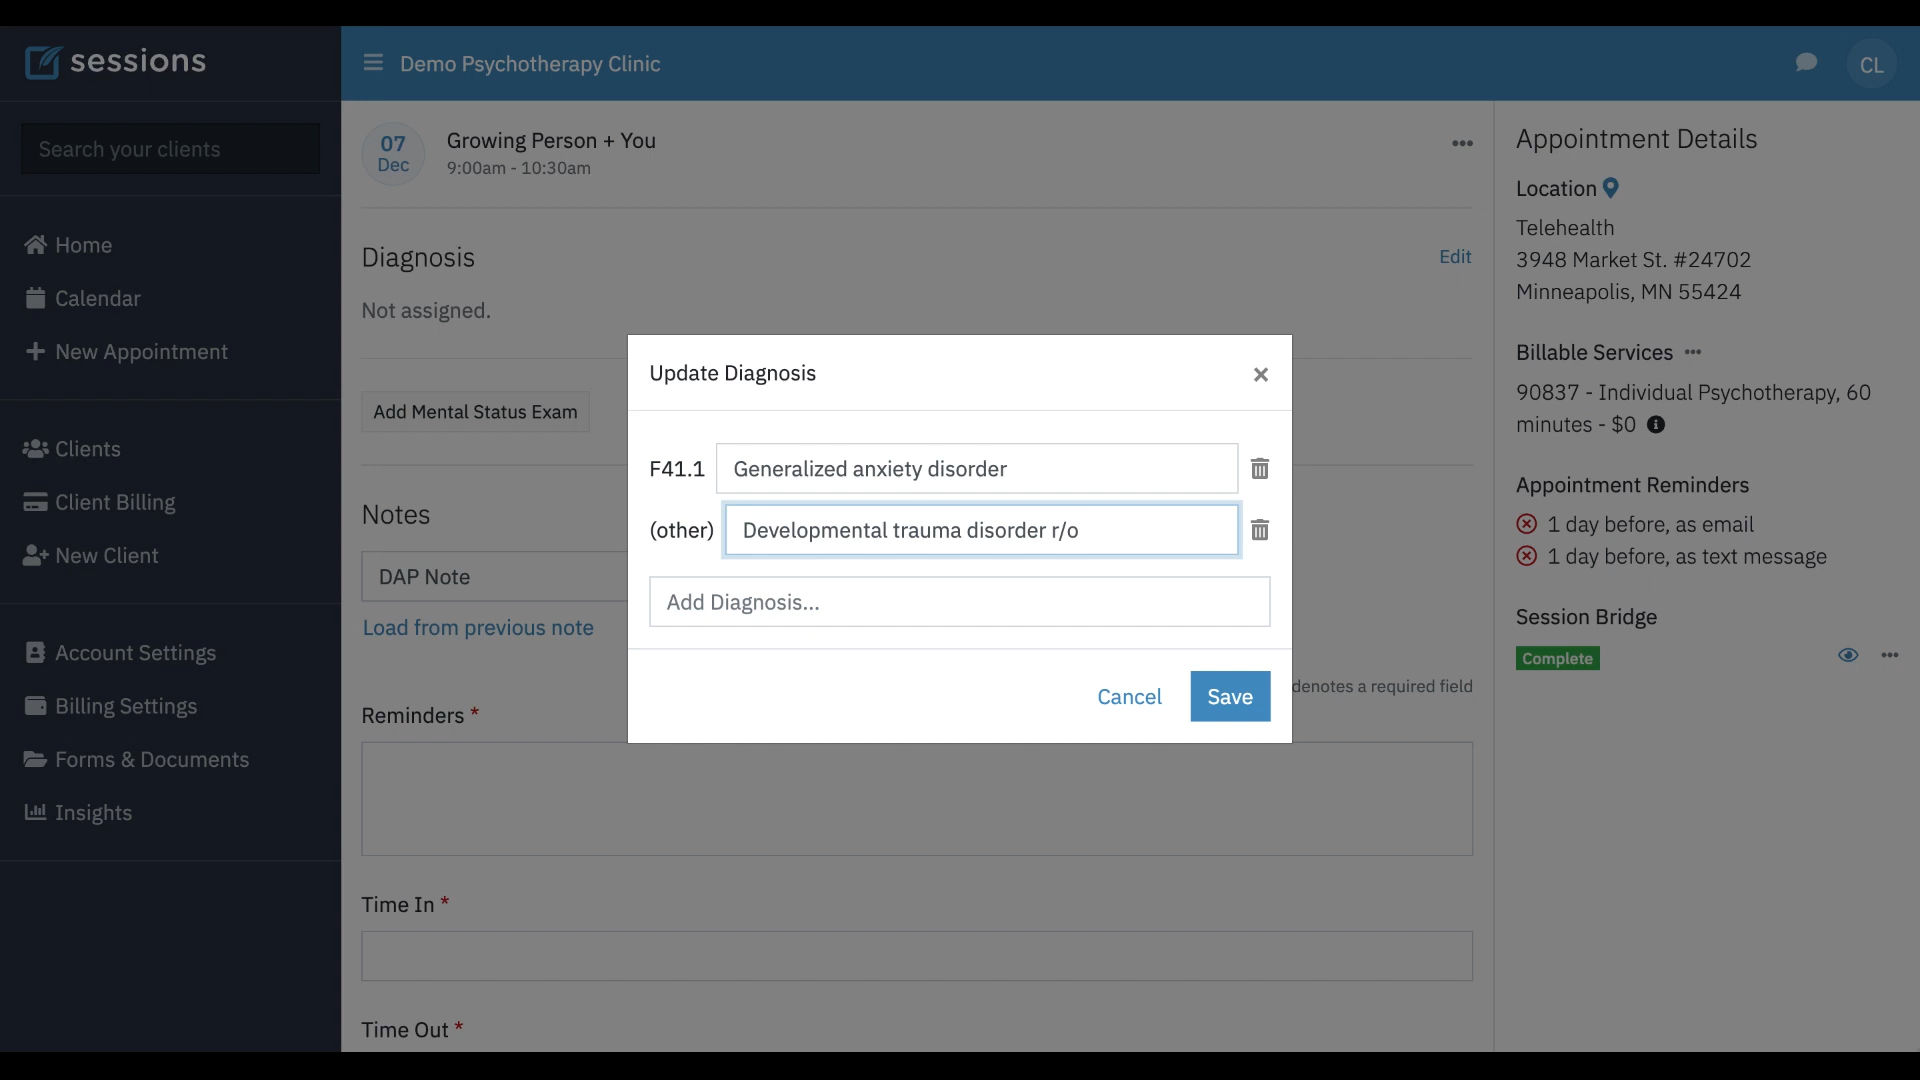 sessions
Demo Psychotherapy Clinic
CL
Search your clients
Home
Calendar
New Appointment
Clients
Client Billing
New Client
Account Settings
Billing Settings
Forms & Documents
Insights
07
Dec
Growing Person + You
9:00am - 10:30am
Diagnosis
Edit
Not assigned.
Add Mental Status Exam
Notes
DAP Note
Load from previous note
denotes a required field
Reminders *
Time In *
Time Out *
Update Diagnosis
×
F41.1 Generalized anxiety disorder
(other) Developmental trauma disorder r/o
Add Diagnosis...
Cancel
Save
Appointment Details
Location
Telehealth
3948 Market St. #24702
Minneapolis, MN 55424
Billable Services
90837 - Individual Psychotherapy, 60
minutes - $0
Appointment Reminders
1 day before, as email
1 day before, as text message
Session Bridge
Complete